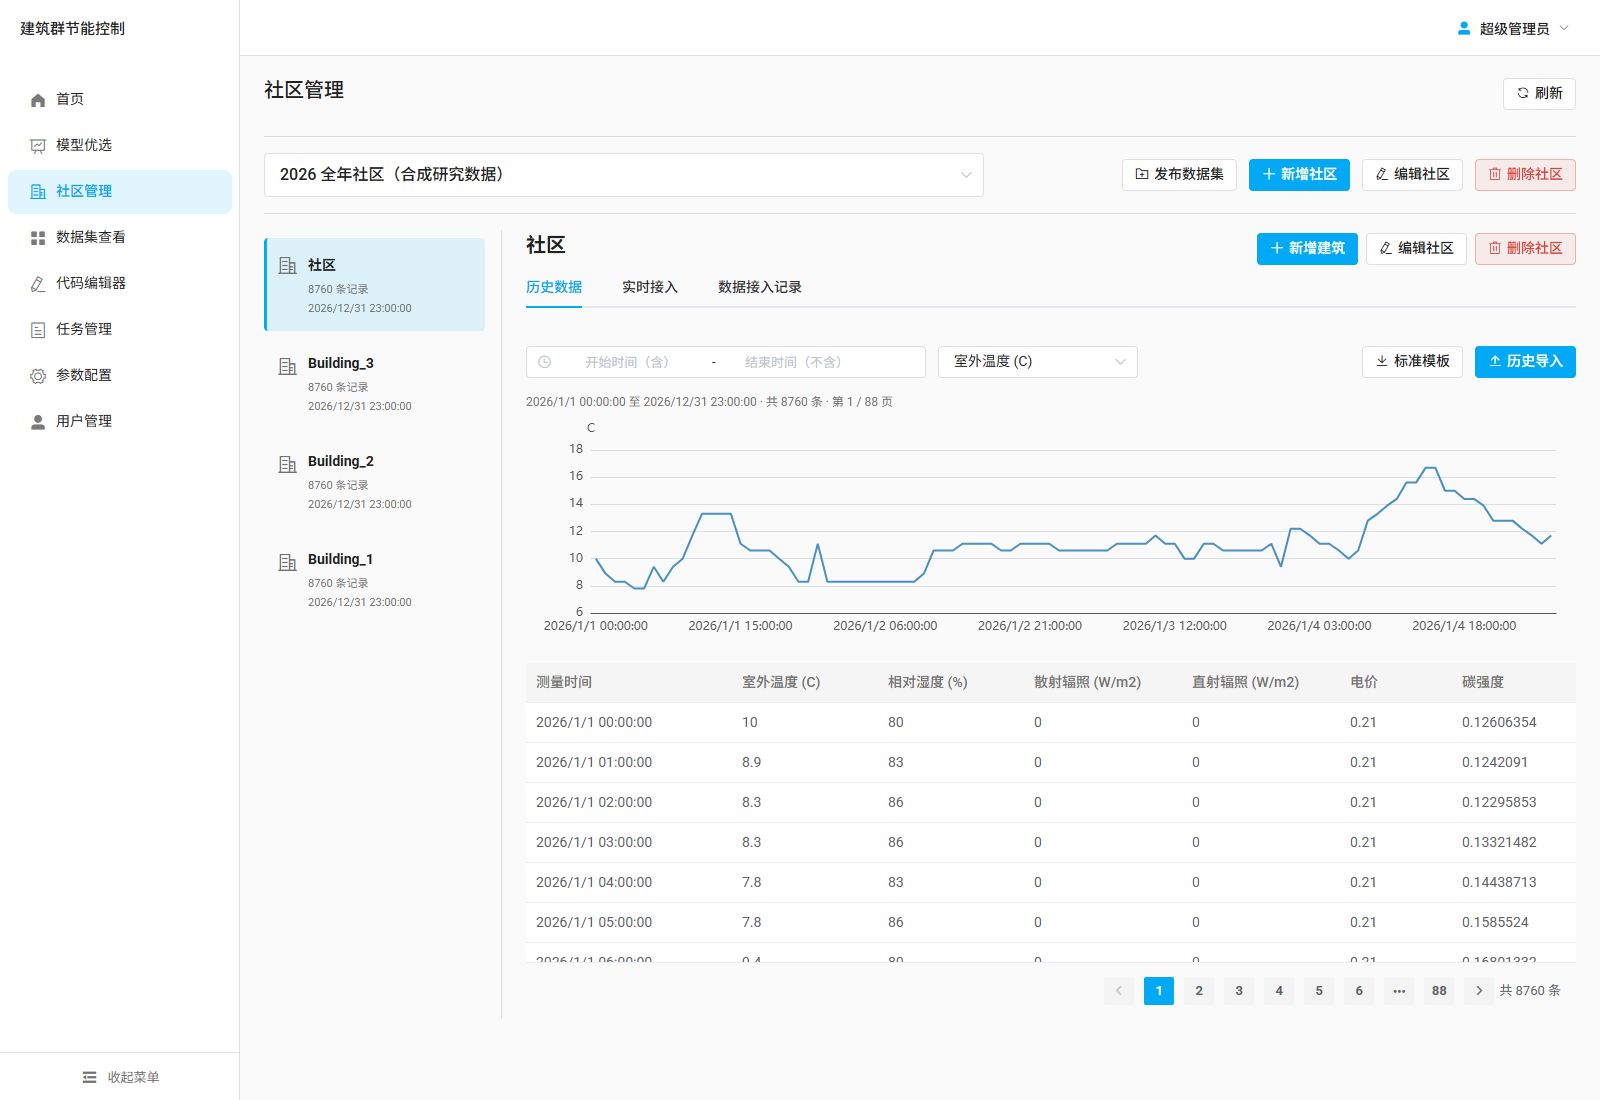 建筑群节能控制
超级管理员
首页
模型优选
社区管理
数据集查看
代码编辑器
任务管理
参数配置
用户管理
收起菜单
社区管理
刷新
2026 全年社区（合成研究数据）
发布数据集
新增社区
编辑社区
删除社区
社区
8760 条记录
2026/12/31 23:00:00
Building_3
8760 条记录
2026/12/31 23:00:00
Building_2
8760 条记录
2026/12/31 23:00:00
Building_1
8760 条记录
2026/12/31 23:00:00
社区
新增建筑
编辑社区
删除社区
历史数据 实时接入 数据接入记录
开始时间（含） - 结束时间（不含）
室外温度 (C)
标准模板
历史导入
2026/1/1 00:00:00 至 2026/12/31 23:00:00 · 共 8760 条 · 第 1 / 88 页
C
18
16
14
12
10
8
6
2026/1/1 00:00:00 2026/1/1 15:00:00 2026/1/2 06:00:00 2026/1/2 21:00:00 2026/1/3 12:00:00 2026/1/4 03:00:00 2026/1/4 18:00:00
测量时间 室外温度 (C) 相对湿度 (%) 散射辐照 (W/m2) 直射辐照 (W/m2) 电价 碳强度
2026/1/1 00:00:00 10 80 0 0 0.21 0.12606354
2026/1/1 01:00:00 8.9 83 0 0 0.21 0.1242091
2026/1/1 02:00:00 8.3 86 0 0 0.21 0.12295853
2026/1/1 03:00:00 8.3 86 0 0 0.21 0.13321482
2026/1/1 04:00:00 7.8 83 0 0 0.21 0.14438713
2026/1/1 05:00:00 7.8 86 0 0 0.21 0.1585524
2026/1/1 06:00:00 9.4 80 0 0 0.21
1 2 3 4 5 6 ••• 88 共 8760 条